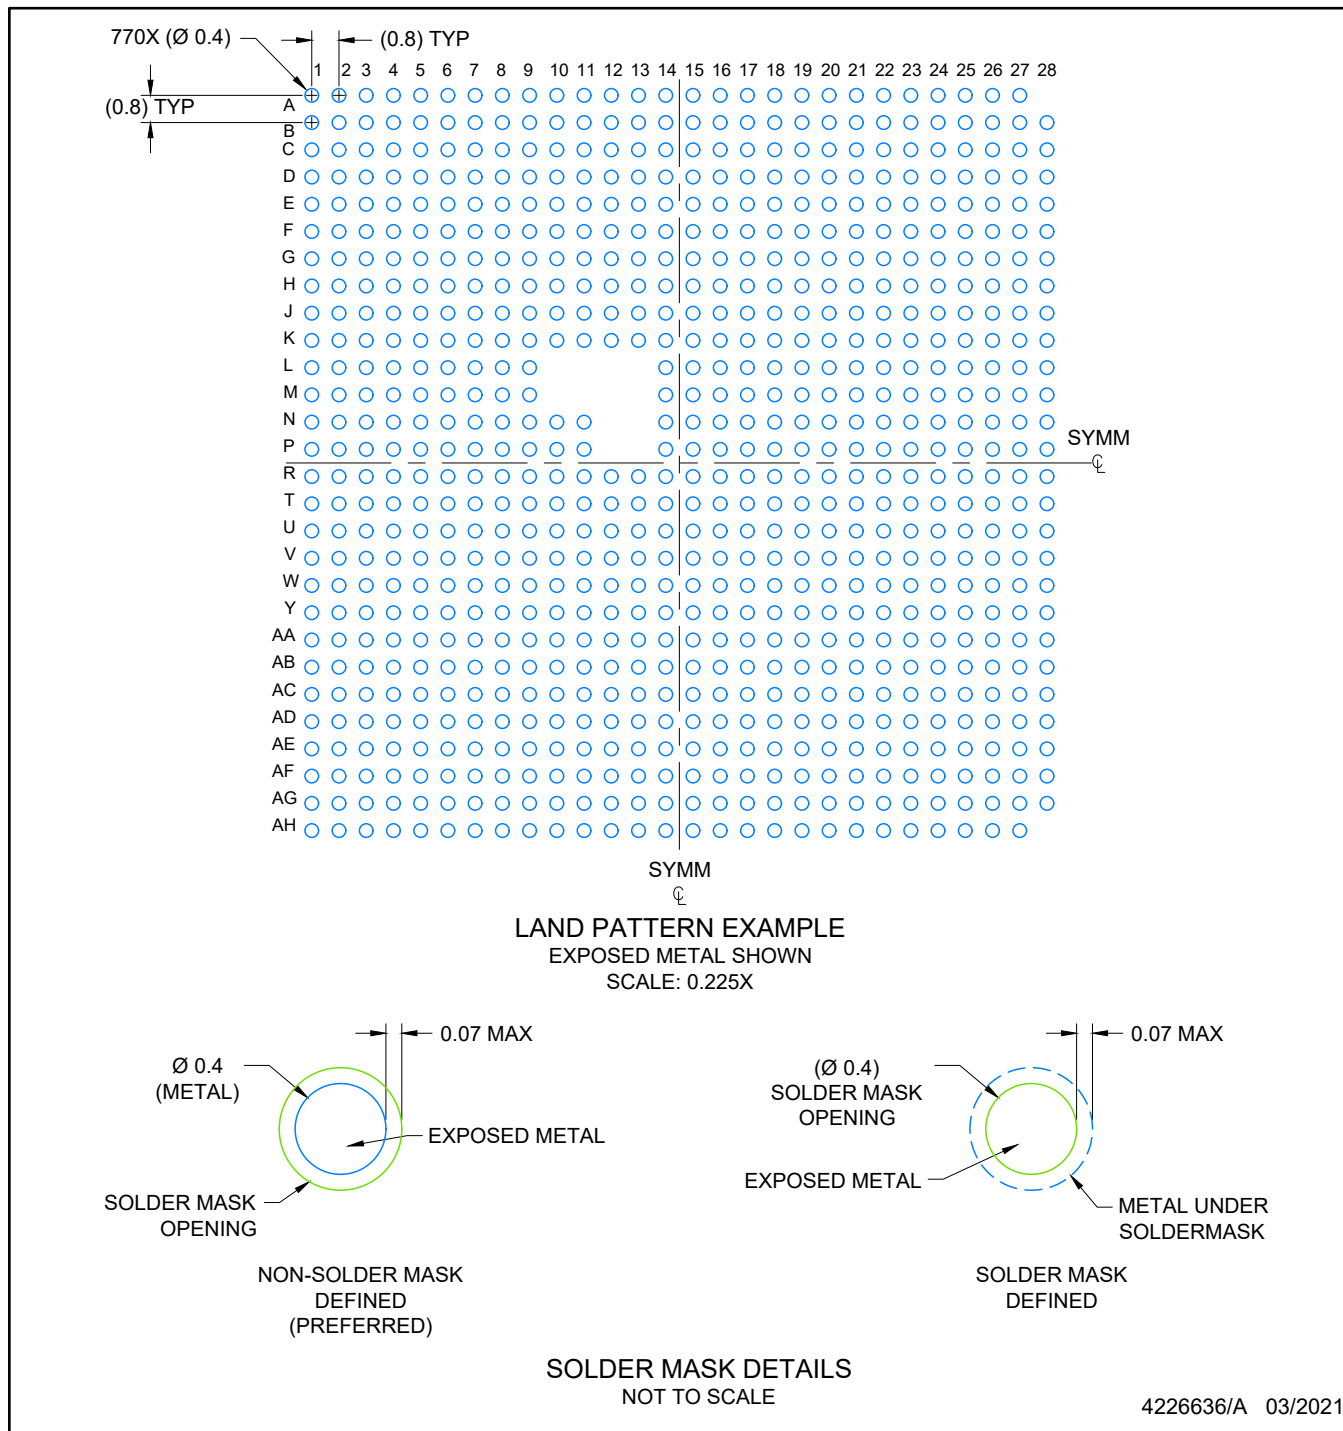 770X (Ø 0.4)
(0.8) TYP
1 2 3 4 5 6 7 8 9 10 11 12 13 14 15 16 17 18 19 20 21 22 23 24 25 26 27 28
(0.8) TYP
A
B
C
D
E
F
G
H
J
K
L
M
N
P
SYMM
R
T
U
V
W
Y
AA
AB
AC
AD
AE
AF
AG
AH
SYMM
LAND PATTERN EXAMPLE
EXPOSED METAL SHOWN
SCALE: 0.225X
0.07 MAX
Ø 0.4
(METAL)
EXPOSED METAL
SOLDER MASK
OPENING
NON-SOLDER MASK
DEFINED
(PREFERRED)
0.07 MAX
(Ø 0.4)
SOLDER MASK
OPENING
EXPOSED METAL
METAL UNDER
SOLDERMASK
SOLDER MASK
DEFINED
SOLDER MASK DETAILS
NOT TO SCALE
4226636/A 03/2021